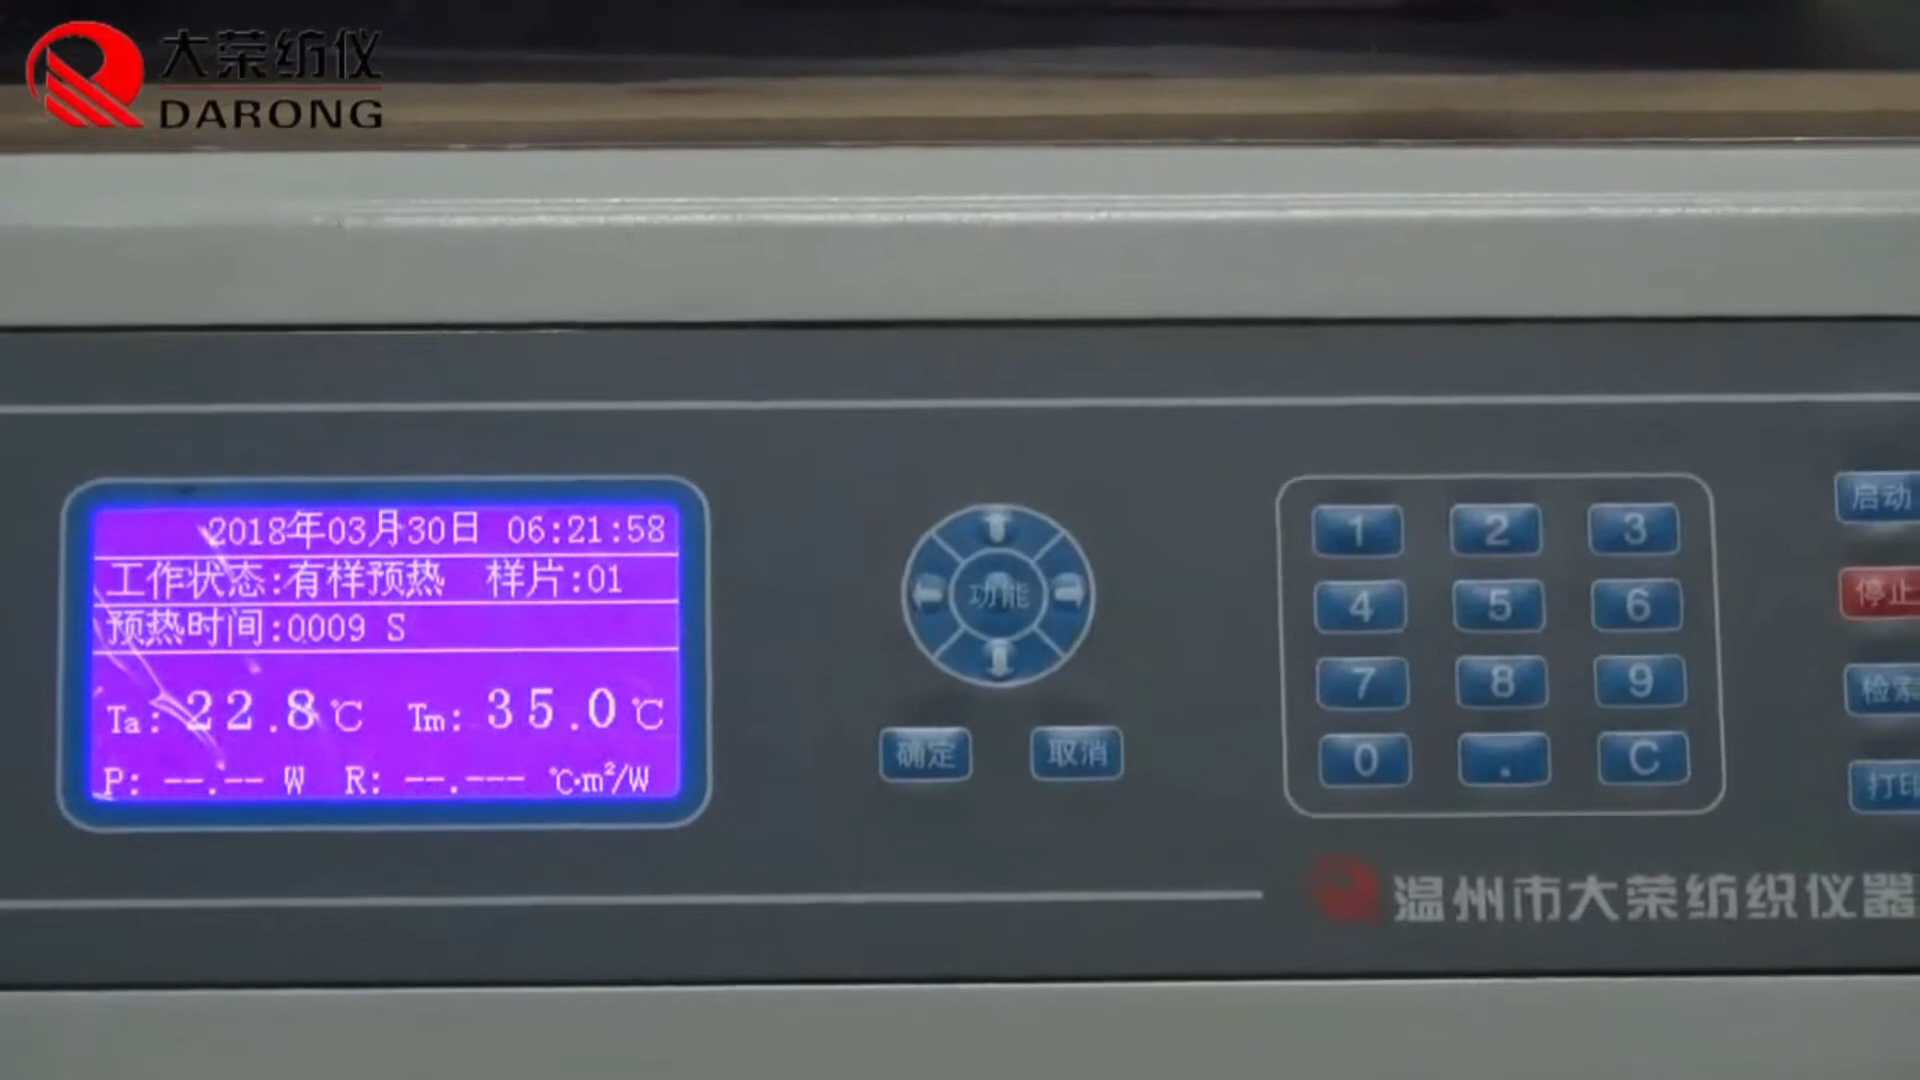 大荣纺仪
DARONG
2018年03月30日 06:21:58
工作状态:有样预热 样片:01
预热时间:0009 S
Ta: 22.8℃ Tm: 35.0℃
P: --.-- W R: --.--- ℃·m²/W
功能
确定 取消
1 2 3
4 5 6
7 8 9
0 . C
启动
停止
检索
打印
温州市大荣纺织仪器